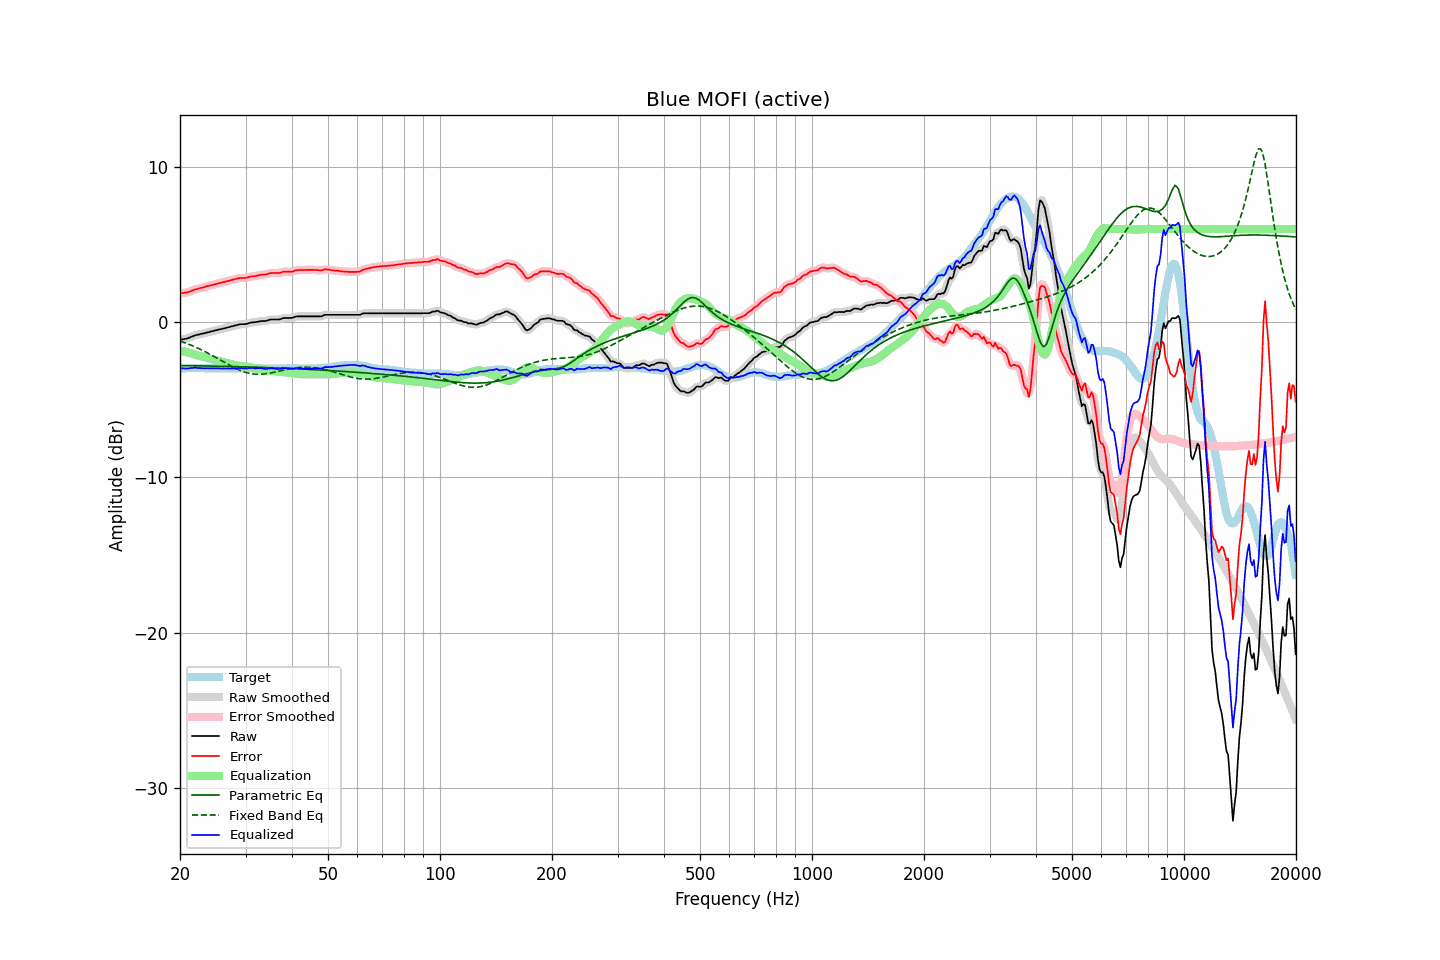 Blue MOFI (active)
Amplitude (dBr)
10
0
−10
−20
−30
Target
Raw Smoothed
Error Smoothed
Raw
Error
Equalization
Parametric Eq
Fixed Band Eq
Equalized
20 50 100 200 500 1000 2000 5000 10000 20000
Frequency (Hz)